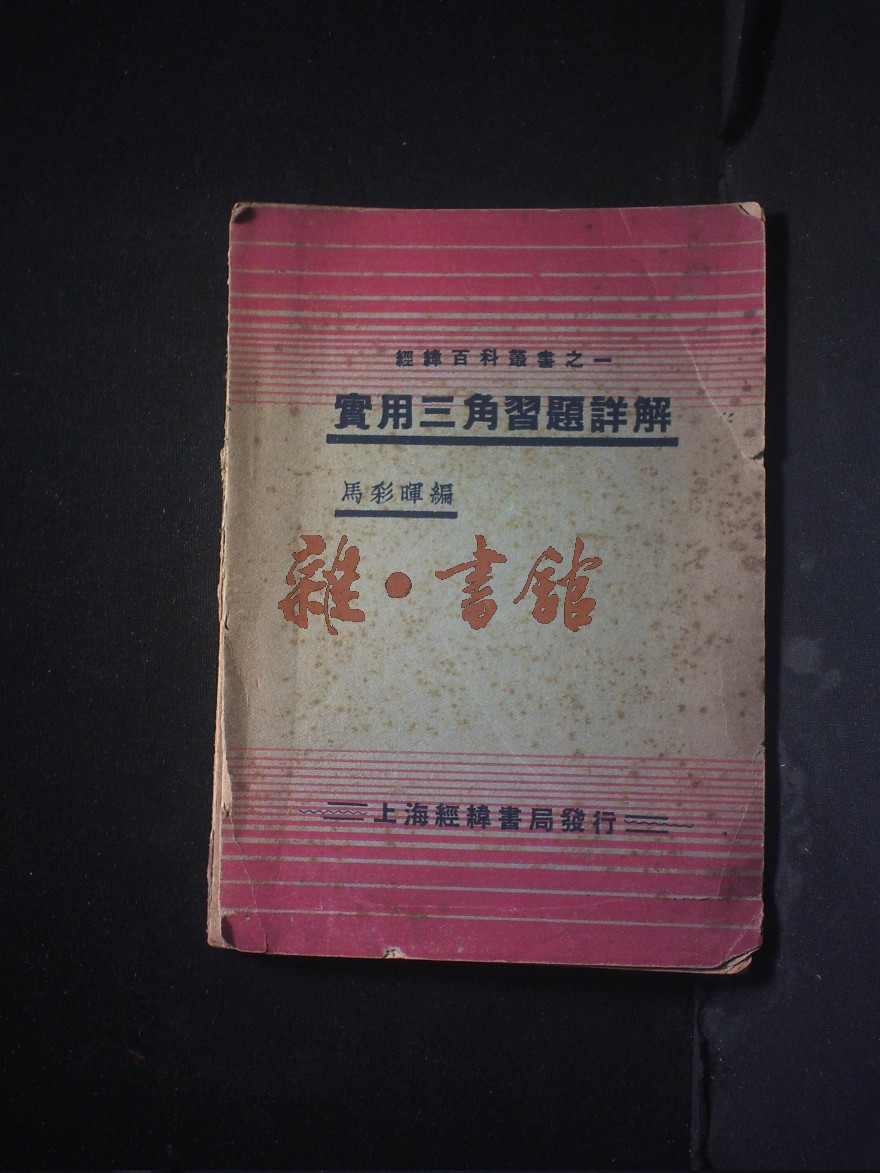 經緯百科叢書之一
實用三角習題詳解
馬彩暉編
雜·書館
上海經緯書局發行